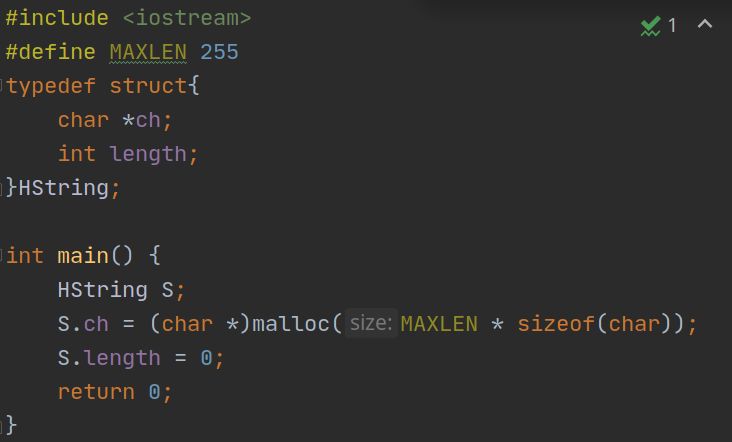 #include <iostream>
1
#define MAXLEN 255
typedef struct{
    char *ch;
    int length;
}HString;

int main() {
    HString S;
    S.ch = (char *)malloc( size: MAXLEN * sizeof(char));
    S.length = 0;
    return 0;
}